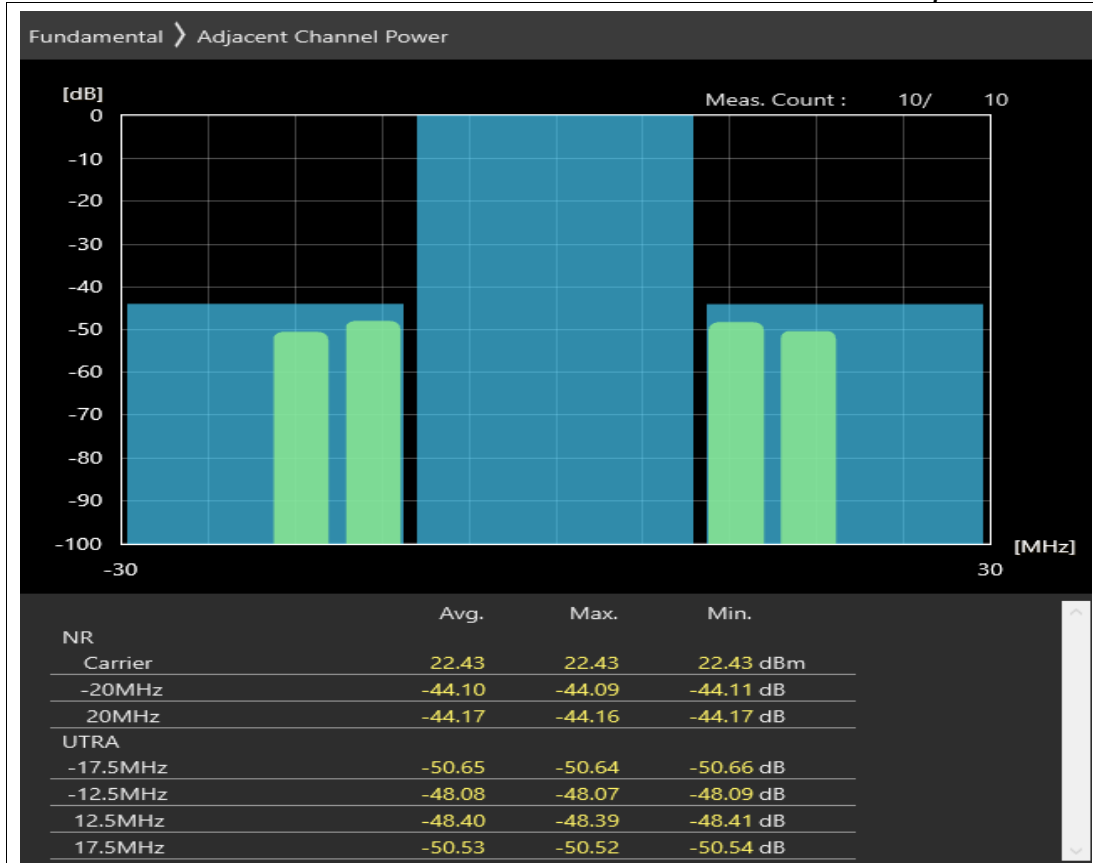 Fundamental ❯ Adjacent Channel Power
[dB]
Meas. Count : 10/ 10
0
-10
-20
-30
-40
-50
-60
-70
-80
-90
-100
[MHz]
-30 30
Avg. Max. Min.
NR
Carrier 22.43 22.43 22.43 dBm
-20MHz -44.10 -44.09 -44.11 dB
20MHz -44.17 -44.16 -44.17 dB
UTRA
-17.5MHz -50.65 -50.64 -50.66 dB
-12.5MHz -48.08 -48.07 -48.09 dB
12.5MHz -48.40 -48.39 -48.41 dB
17.5MHz -50.53 -50.52 -50.54 dB